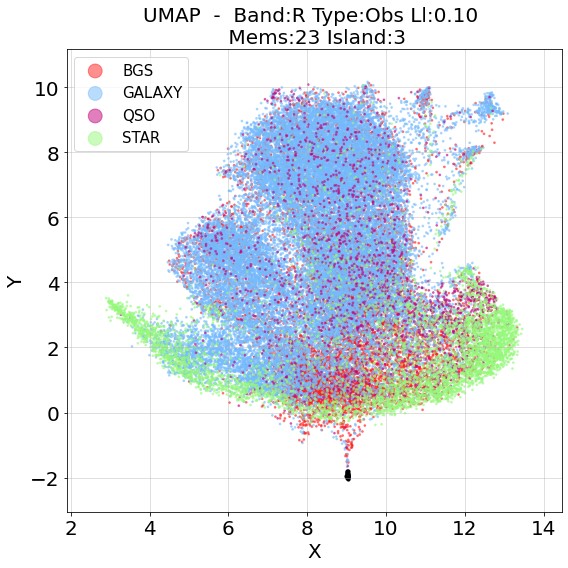 UMAP - Band:R Type:Obs Ll:0.10
Mems:23 Island:3
BGS
GALAXY
QSO
STAR
10
8
6
4
2
0
−2
Y
2 4 6 8 10 12 14
X